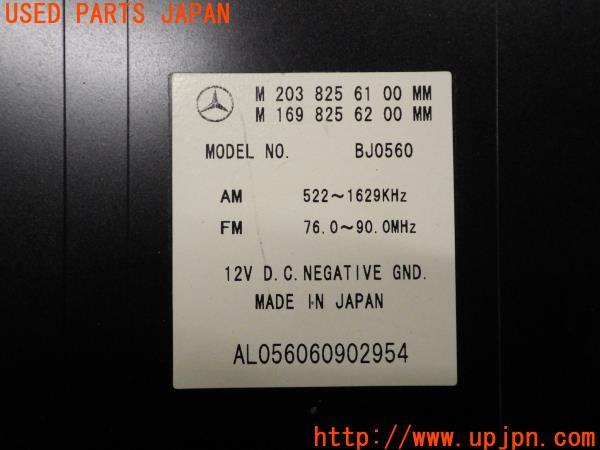 USED PARTS JAPAN
M 203 825 61 00 MM
M 169 825 62 00 MM
MODEL NO. BJ0560
AM 522～1629KHz
FM 76.0～90.0MHz
12V D.C. NEGATIVE GND.
MADE IN JAPAN
AL056060902954
UPJ
http://www.upjpn.com